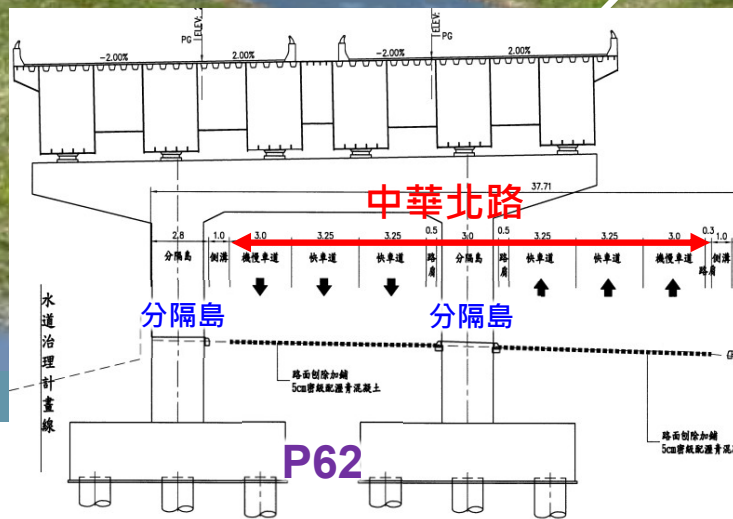 ELEV.
PG
-2.00%
2.00%
ELEV.
PG
-2.00%
2.00%
中華北路
37.71
2.8
1.0
3.0
3.25
3.25
0.5
3.0
0.5
3.25
3.25
3.0
0.3
1.0
分隔島
側溝
機慢車道
快車道
快車道
路肩
分隔島
路肩
快車道
快車道
機慢車道
路肩
側溝
分隔島
分隔島
水道治理計畫線
路面刨除加鋪
5cm密級配瀝青混凝土
路面刨除加鋪
5cm密級配瀝青混
P62